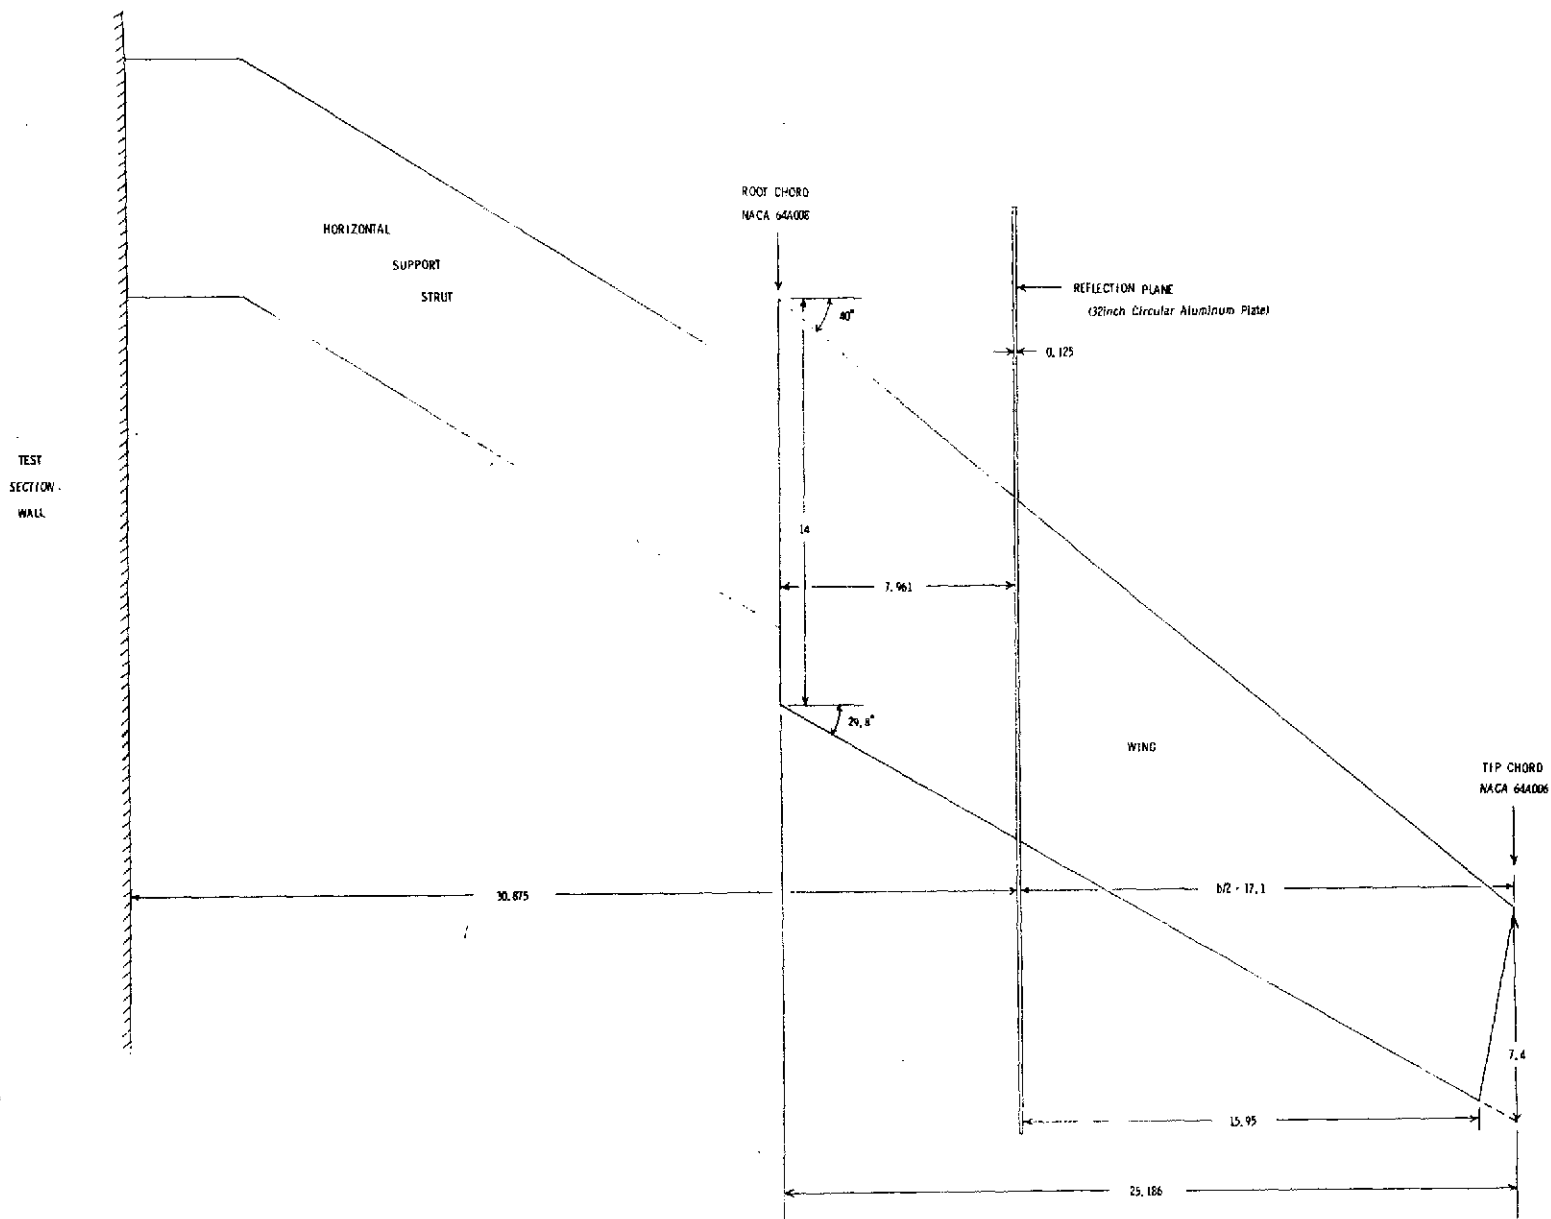 ROOT CHORD
NACA 64A008
HORIZONTAL
SUPPORT
STRUT
REFLECTION PLANE
(32inch Circular Aluminum Plate)
40°
0.125
TEST
SECTION
WALL
14
7.961
29.8°
WING
TIP CHORD
NACA 64A006
30.875
b/2 - 17.1
7.4
15.95
25.186